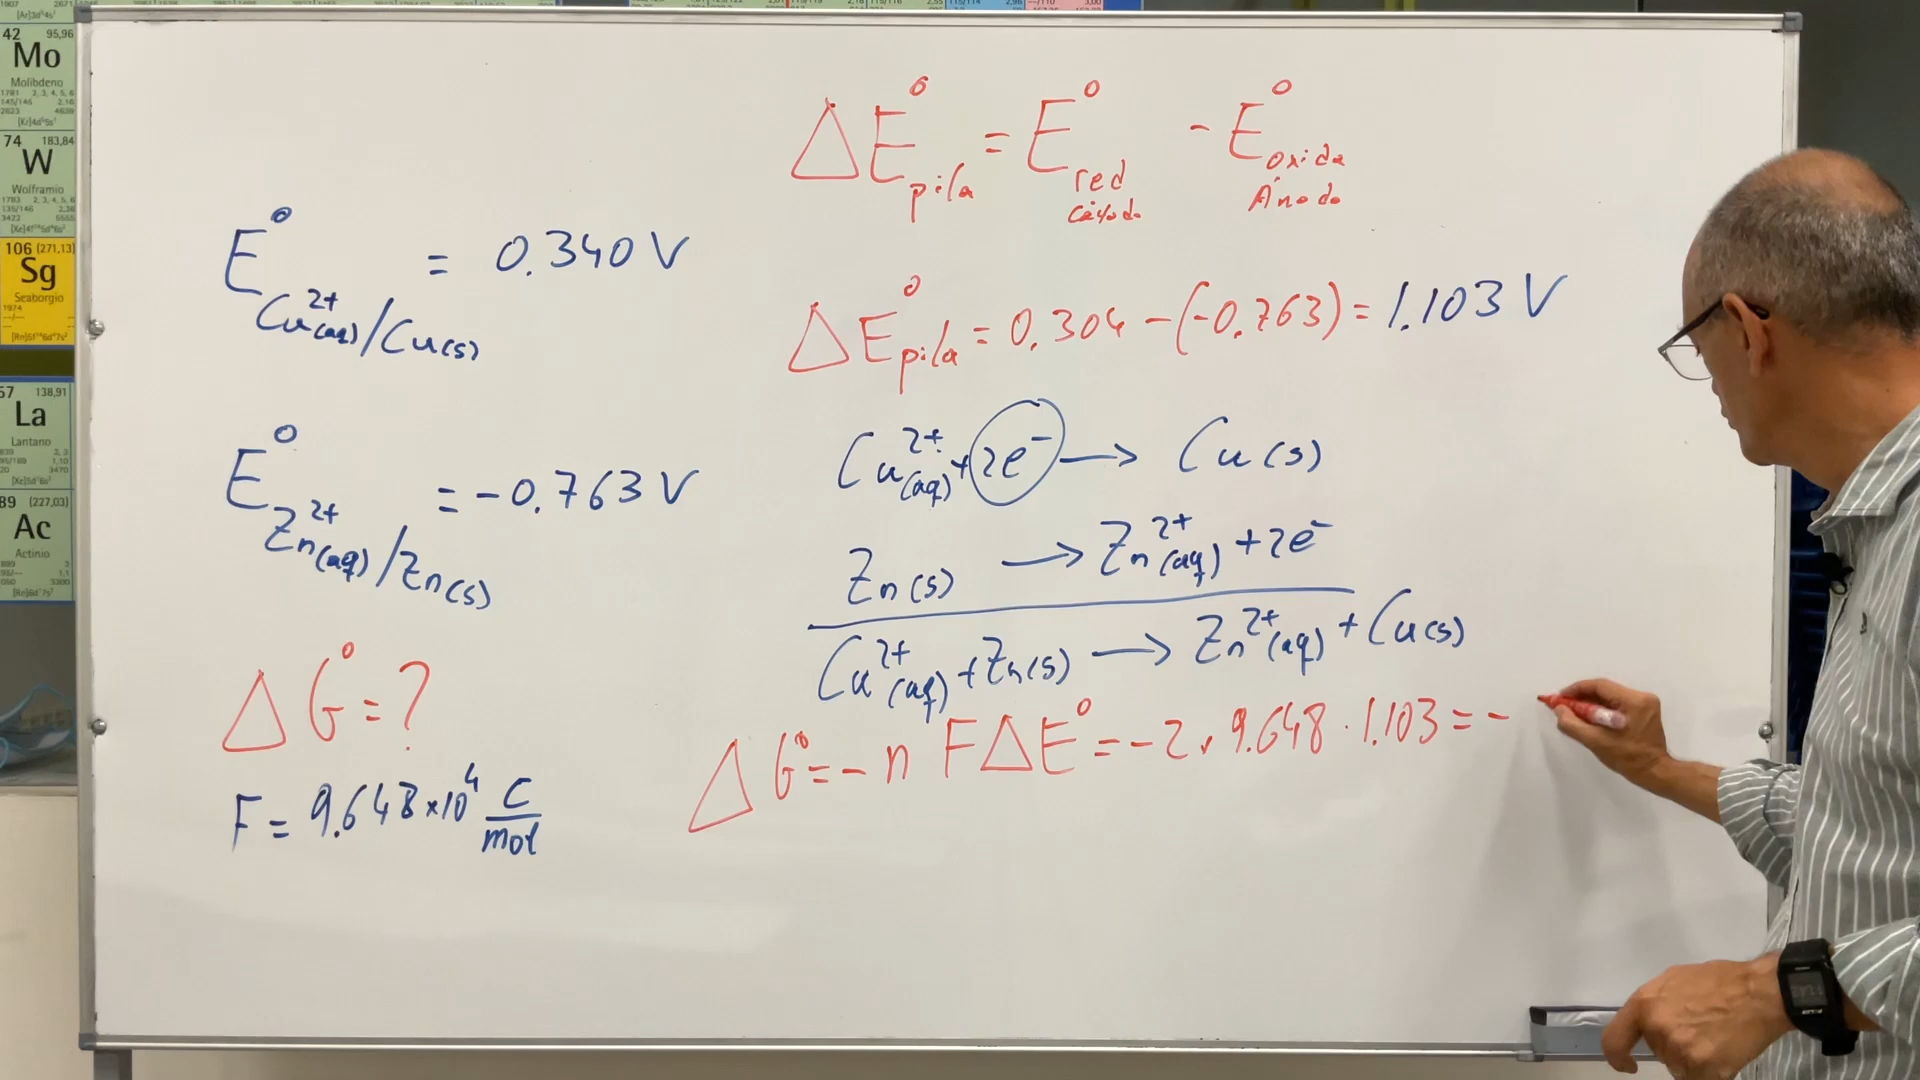 42 95,96
Mo
Molibdeno
74 183,84
W
Wolframio
106 (271,13)
Sg
Seaborgio
57 138,91
La
Lantano
89 (227,03)
Ac
Actinio
ΔE°pila = E°red - E°oxida
Cátodo Ánodo
E°Cu²⁺(aq)/Cu(s) = 0.340 V
ΔE°pila = 0.304 - (-0.763) = 1.103 V
E°Zn²⁺(aq)/Zn(s) = -0.763 V
Cu²⁺(aq) + 2e⁻ → Cu(s)
Zn(s) → Zn²⁺(aq) + 2e⁻
Cu²⁺(aq) + Zn(s) → Zn²⁺(aq) + Cu(s)
ΔG° = ?
ΔG° = - n F ΔE° = - 2 · 9.648 · 1.103 = -
F = 9.648 × 10⁴ C/mol